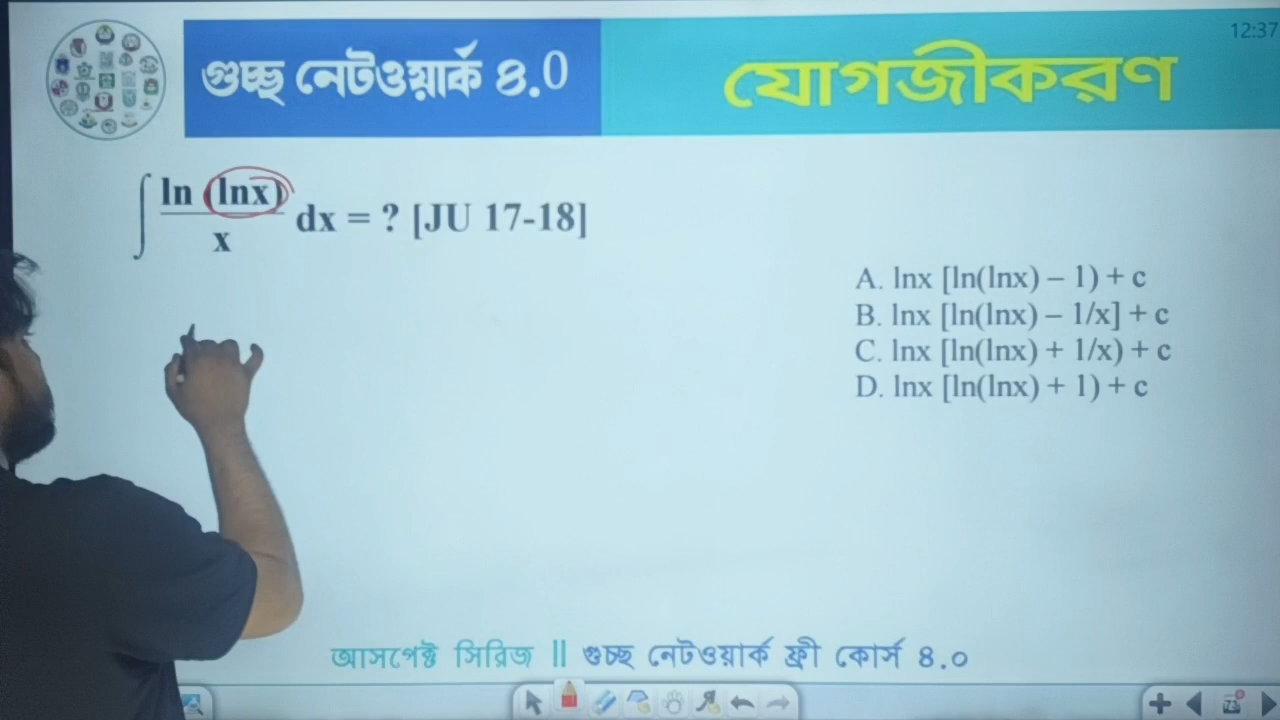 12:37
গুচ্ছ নেটওয়ার্ক ৪.0
যোগজীকরণ
∫ ln (lnx) / x dx = ? [JU 17-18]
A. lnx [ln(lnx) – 1) + c
B. lnx [ln(lnx) – 1/x] + c
C. lnx [ln(lnx) + 1/x) + c
D. lnx [ln(lnx) + 1) + c
আসপেক্ট সিরিজ || গুচ্ছ নেটওয়ার্ক ফ্রী কোর্স ৪.০